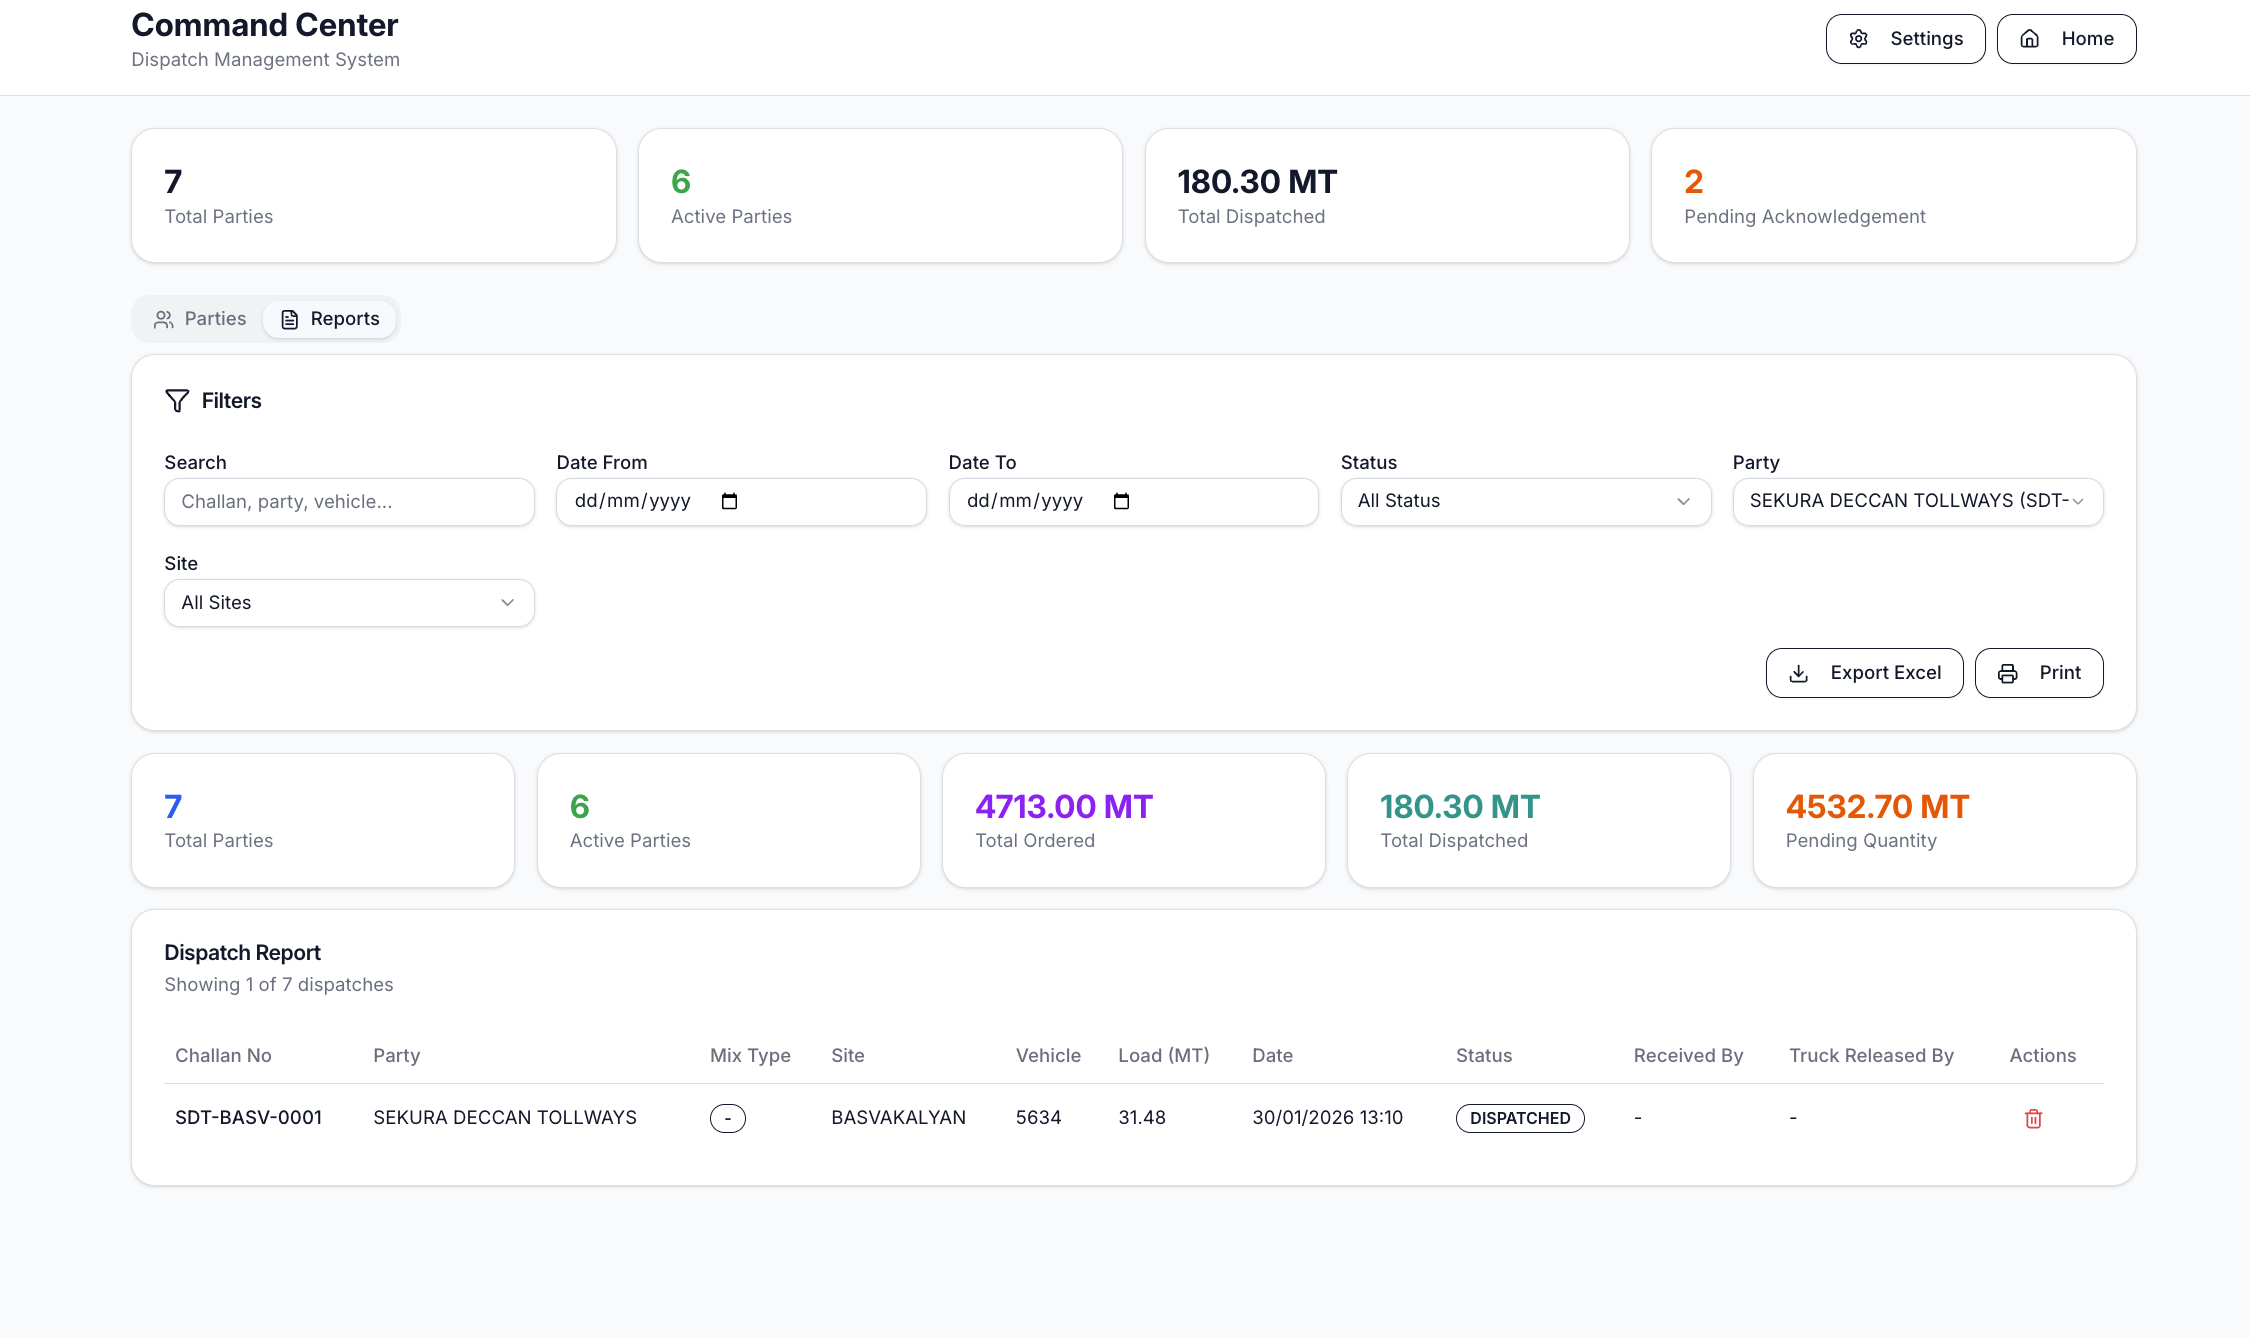 Command Center
Dispatch Management System
Settings
Home
7
Total Parties
6
Active Parties
180.30 MT
Total Dispatched
2
Pending Acknowledgement
Parties
Reports
Filters
Search
Challan, party, vehicle...
Date From
dd/mm/yyyy
Date To
dd/mm/yyyy
Status
All Status
Party
SEKURA DECCAN TOLLWAYS (SDT-
Site
All Sites
Export Excel
Print
7
Total Parties
6
Active Parties
4713.00 MT
Total Ordered
180.30 MT
Total Dispatched
4532.70 MT
Pending Quantity
Dispatch Report
Showing 1 of 7 dispatches
Challan No Party Mix Type Site Vehicle Load (MT) Date Status Received By Truck Released By Actions
SDT-BASV-0001 SEKURA DECCAN TOLLWAYS - BASVAKALYAN 5634 31.48 30/01/2026 13:10 DISPATCHED - -